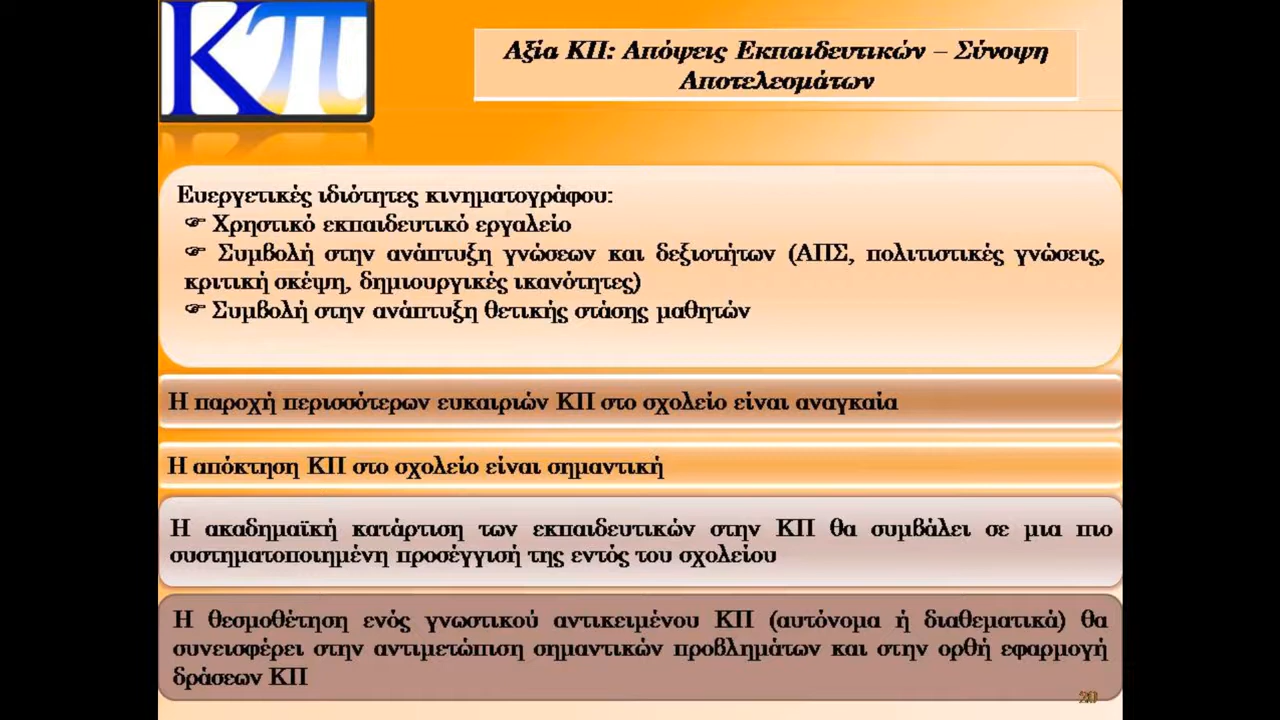 Κπ
Αξία ΚΠ: Απόψεις Εκπαιδευτικών – Σύνοψη
Αποτελεσμάτων
Ευεργετικές ιδιότητες κινηματογράφου:
☞ Χρηστικό εκπαιδευτικό εργαλείο
☞ Συμβολή στην ανάπτυξη γνώσεων και δεξιοτήτων (ΑΠΣ, πολιτιστικές γνώσεις,
κριτική σκέψη, δημιουργικές ικανότητες)
☞ Συμβολή στην ανάπτυξη θετικής στάσης μαθητών
Η παροχή περισσότερων ευκαιριών ΚΠ στο σχολείο είναι αναγκαία
Η απόκτηση ΚΠ στο σχολείο είναι σημαντική
Η ακαδημαϊκή κατάρτιση των εκπαιδευτικών στην ΚΠ θα συμβάλει σε μια πιο
συστηματοποιημένη προσέγγισή της εντός του σχολείου
Η θεσμοθέτηση ενός γνωστικού αντικειμένου ΚΠ (αυτόνομα ή διαθεματικά) θα
συνεισφέρει στην αντιμετώπιση σημαντικών προβλημάτων και στην ορθή εφαρμογή
δράσεων ΚΠ
20